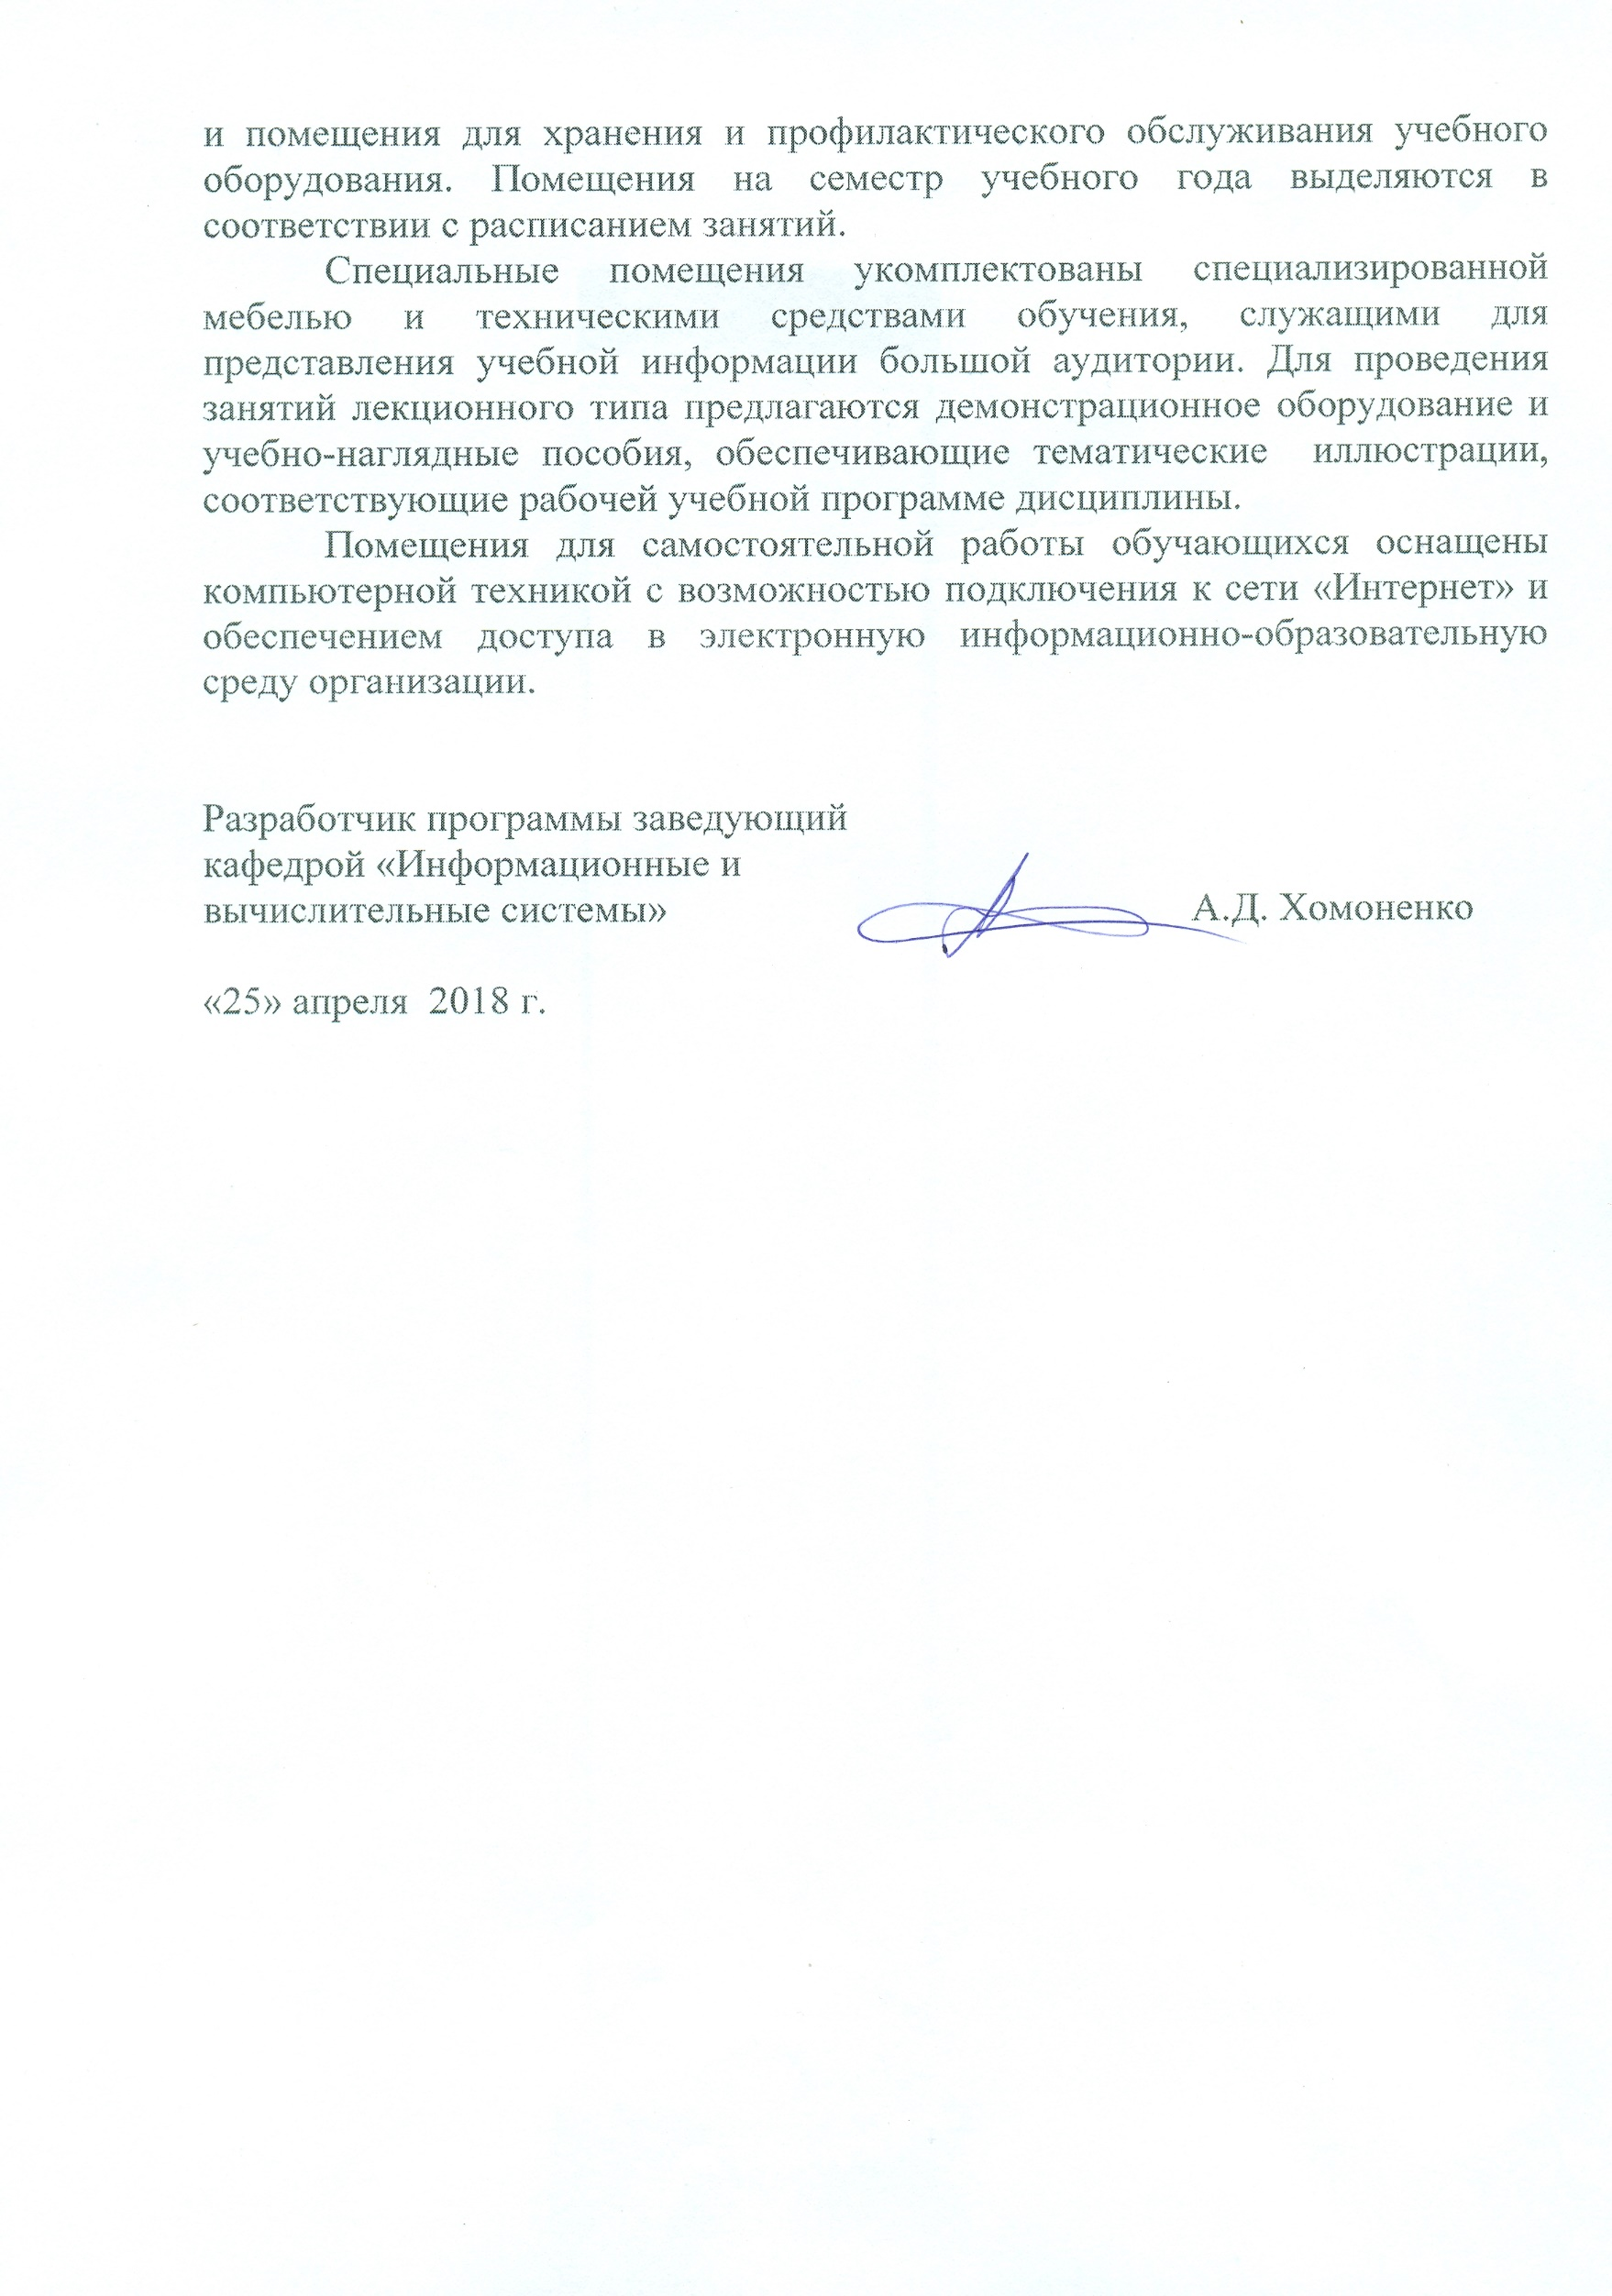 и помещения для хранения и профилактического обслуживания учебного
оборудования. Помещения на семестр учебного года выделяются в
соответствии с расписанием занятий.
Специальные помещения укомплектованы специализированной
мебелью и техническими средствами обучения, служащими для
представления учебной информации большой аудитории. Для проведения
занятий лекционного типа предлагаются демонстрационное оборудование и
учебно-наглядные пособия, обеспечивающие тематические иллюстрации,
соответствующие рабочей учебной программе дисциплины.
Помещения для самостоятельной работы обучающихся оснащены
компьютерной техникой с возможностью подключения к сети «Интернет» и
обеспечением доступа в электронную информационно-образовательную
среду организации.
Разработчик программы заведующий
кафедрой «Информационные и
вычислительные системы» А.Д. Хомоненко
«25» апреля 2018 г.